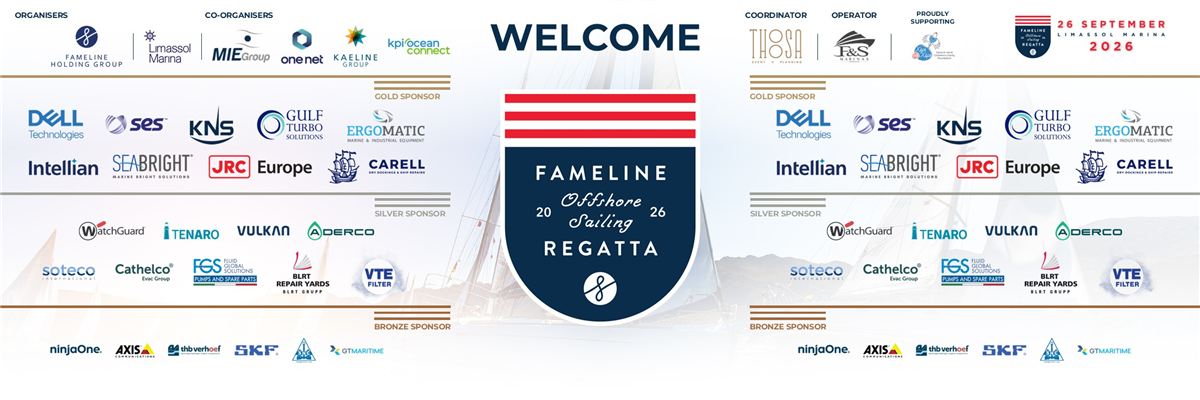 ORGANISERS
FAMELINE
HOLDING GROUP
Limassol
Marina
CO-ORGANISERS
MIEGroup
one net
KAELINE
GROUP
kpi ocean
connect
WELCOME
COORDINATOR
THOOSA
EVENT & PLANNING
OPERATOR
F&S
MARINAS
PROUDLY
SUPPORTING
FAMELINE
Offshore
Sailing
REGATTA
26 SEPTEMBER
LIMASSOL MARINA
2026
GOLD SPONSOR
DELL
Technologies
SES
KNS
GULF
TURBO
SOLUTIONS
ERGOMATIC
MARINE & INDUSTRIAL EQUIPMENT
Intellian
SEABRIGHT
MARINE BRIGHT SOLUTIONS
JRC Europe
CARELL
DRY DOCKINGS & SHIP REPAIRS
SILVER SPONSOR
WatchGuard
TENARO
VULKAN
ADERCO
soteco
international
Cathelco
Evac Group
FGS
FLUID
GLOBAL
SOLUTIONS
PUMPS AND SPARE PARTS
BLRT
REPAIR YARDS
BLRT GRUPP
VTE
FILTER
BRONZE SPONSOR
ninjaOne.
AXIS
COMMUNICATIONS
thb verhoef
SKF
GTMARITIME
FAMELINE
20 Offshore 26
Sailing
REGATTA
GOLD SPONSOR
DELL
Technologies
SES
KNS
GULF
TURBO
SOLUTIONS
ERGOMATIC
MARINE & INDUSTRIAL EQUIPMENT
Intellian
SEABRIGHT
MARINE BRIGHT SOLUTIONS
JRC Europe
CARELL
DRY DOCKINGS & SHIP REPAIRS
SILVER SPONSOR
WatchGuard
TENARO
VULKAN
ADERCO
soteco
international
Cathelco
Evac Group
FGS
FLUID
GLOBAL
SOLUTIONS
PUMPS AND SPARE PARTS
BLRT
REPAIR YARDS
BLRT GRUPP
VTE
FILTER
BRONZE SPONSOR
ninjaOne.
AXIS
COMMUNICATIONS
thb verhoef
SKF
GTMARITIME